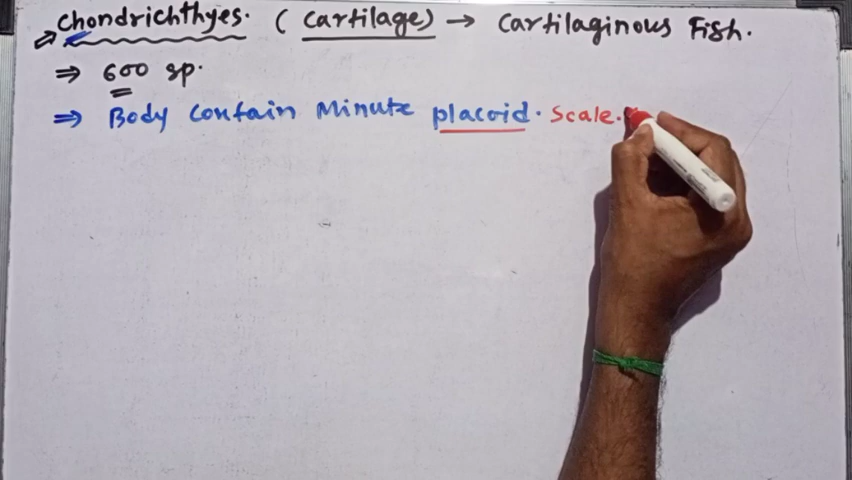 ⇒ Chondrichthyes. (Cartilage) → Cartilaginous Fish.
⇒ 600 sp.
⇒ Body Contain Minute placoid. Scale.